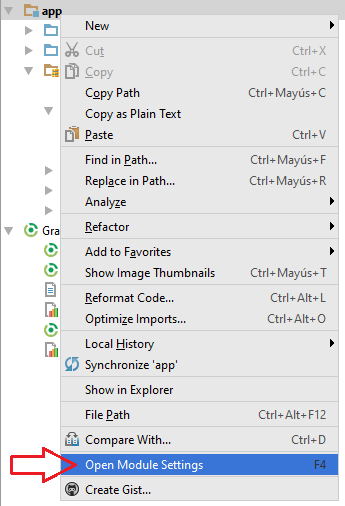 app
New
Cut Ctrl+X
Copy Ctrl+C
Copy Path Ctrl+Mayús+C
Copy as Plain Text
Paste Ctrl+V
Find in Path... Ctrl+Mayús+F
Replace in Path... Ctrl+Mayús+R
Analyze
Refactor
Gra
Add to Favorites
Show Image Thumbnails Ctrl+Mayús+T
Reformat Code... Ctrl+Alt+L
Optimize Imports... Ctrl+Alt+O
Local History
Synchronize 'app'
Show in Explorer
File Path Ctrl+Alt+F12
Compare With... Ctrl+D
Open Module Settings F4
Create Gist...